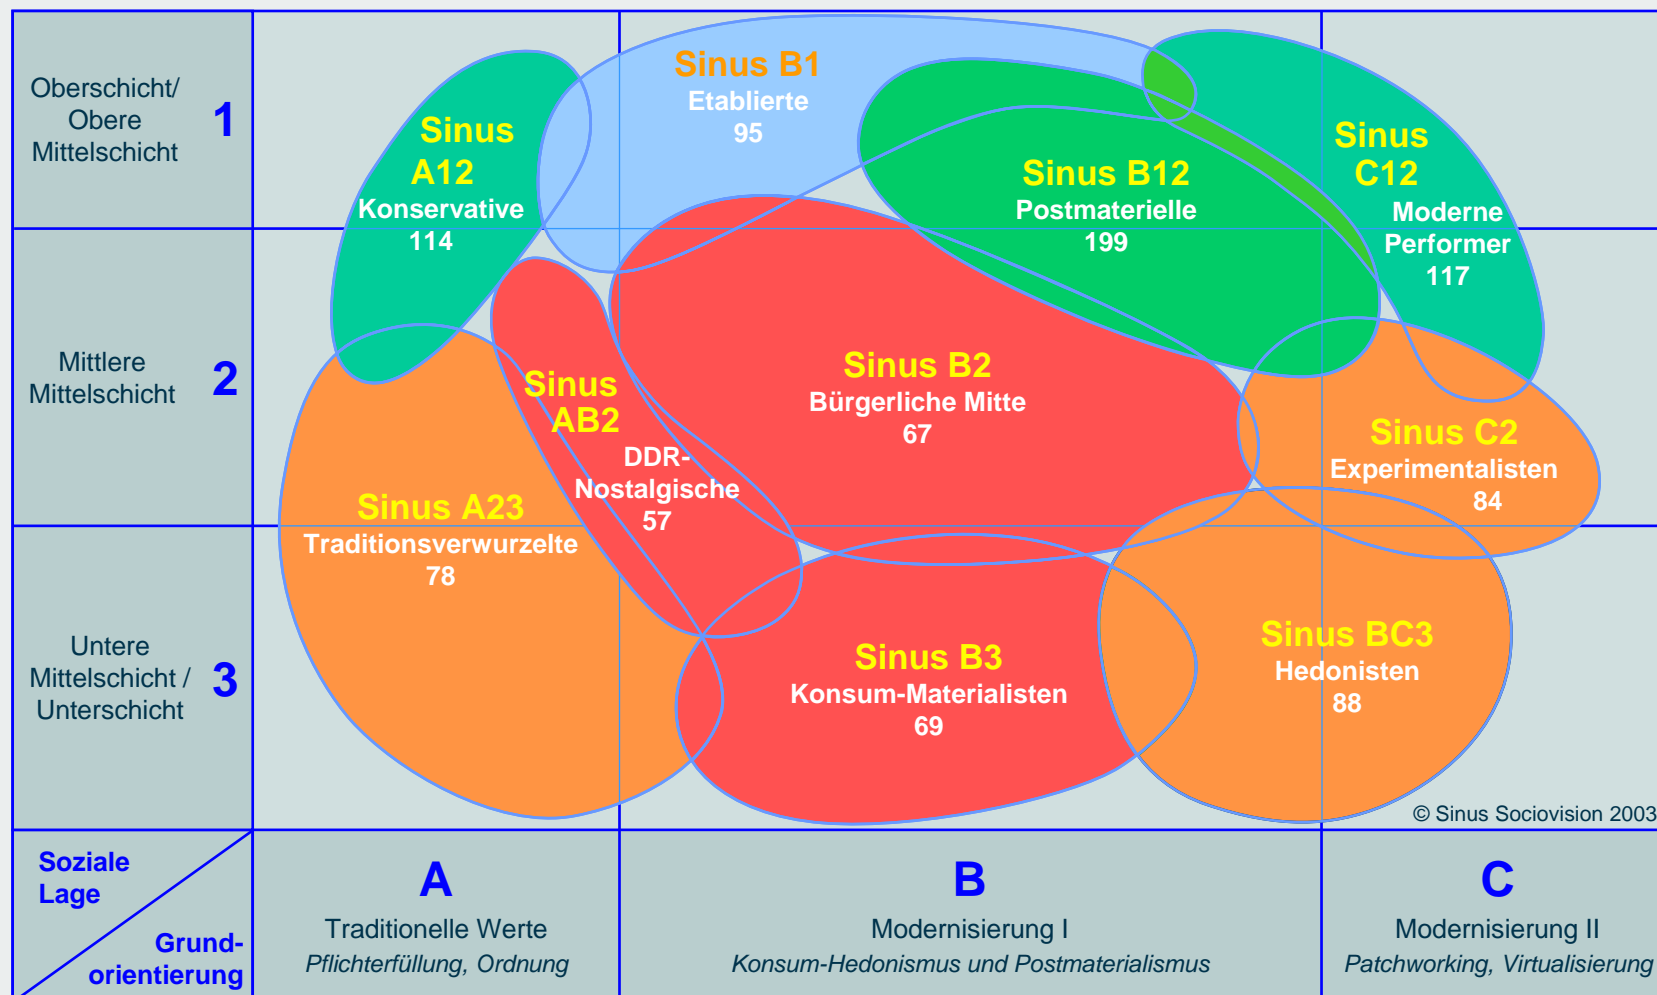 Oberschicht/
Obere
Mittelschicht
1
Sinus
A12
Konservative
114
Sinus B1
Etablierte
95
Sinus B12
Postmaterielle
199
Sinus
C12
Moderne
Performer
117
Mittlere
Mittelschicht
2
Sinus
AB2
DDR-
Nostalgische
57
Sinus B2
Bürgerliche Mitte
67
Sinus C2
Experimentalisten
84
Sinus A23
Traditionsverwurzelte
78
Untere
Mittelschicht /
Unterschicht
3
Sinus B3
Konsum-Materialisten
69
Sinus BC3
Hedonisten
88
© Sinus Sociovision 2003
Soziale
Lage
Grund-
orientierung
A
Traditionelle Werte
Pflichterfüllung, Ordnung
B
Modernisierung I
Konsum-Hedonismus und Postmaterialismus
C
Modernisierung II
Patchworking, Virtualisierung